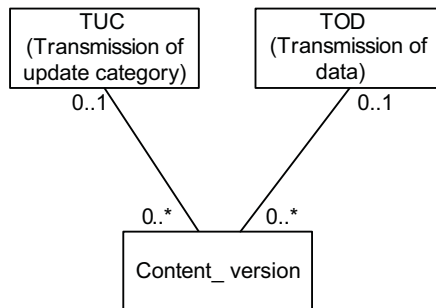 TUC
(Transmission of
update category)
TOD
(Transmission of
data)
0..1
0..1
0..*
0..*
Content_ version